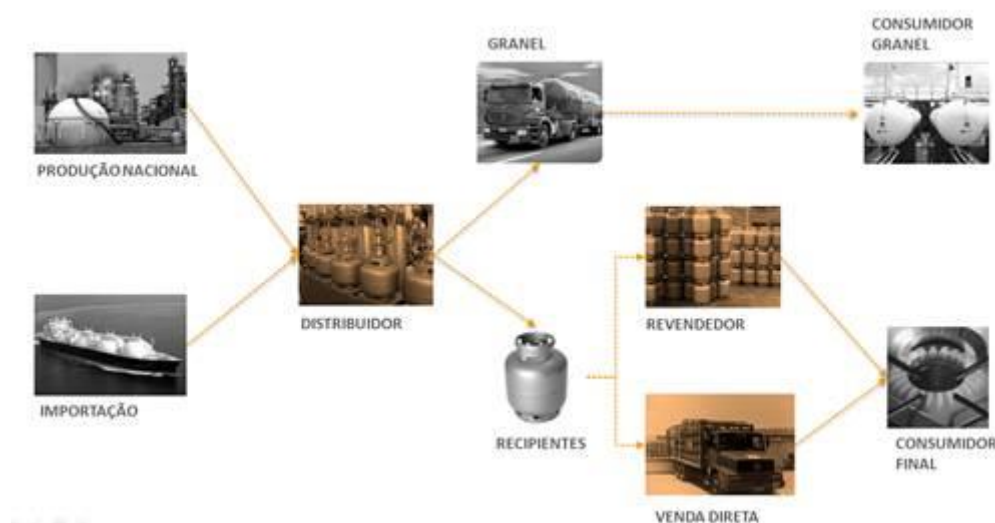 CONSUMIDOR
GRANEL
GRANEL
PRODUÇÃO NACIONAL
DISTRIBUIDOR
REVENDEDOR
IMPORTAÇÃO
RECIPIENTES
CONSUMIDOR
FINAL
VENDA DIRETA